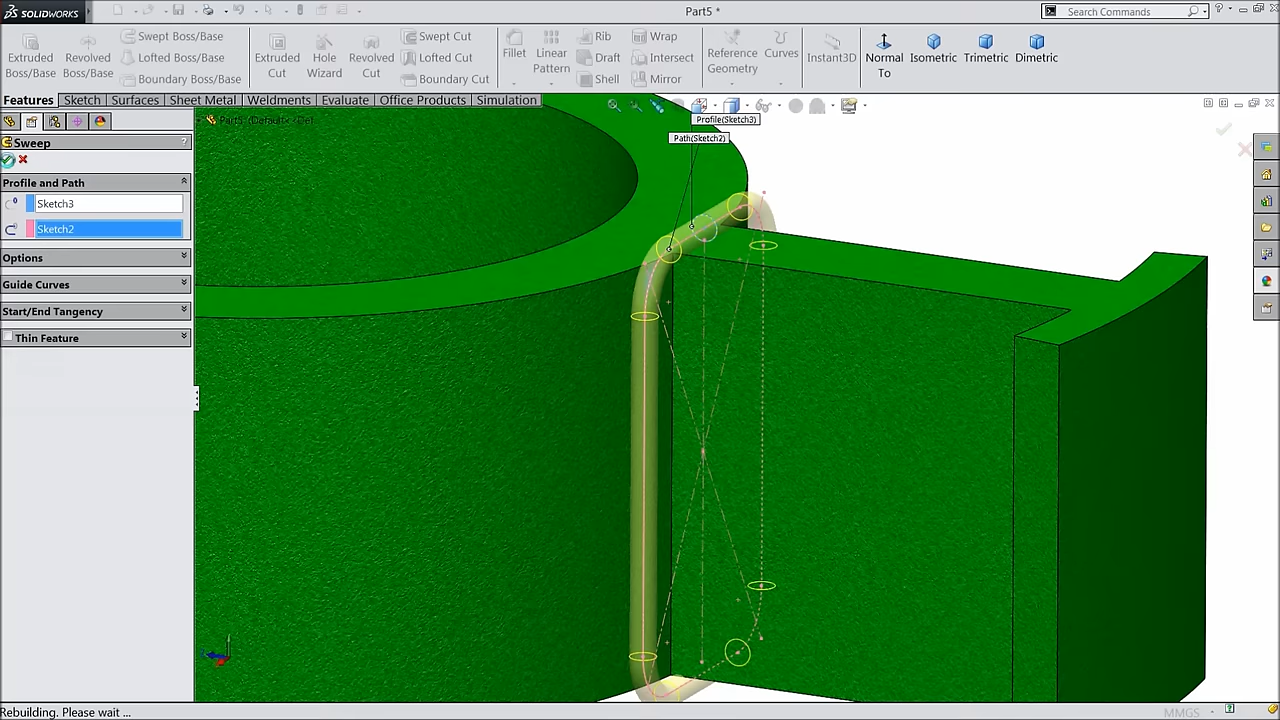 SOLIDWORKS
Part5 *
Search Commands
Extruded Boss/Base
Revolved Boss/Base
Swept Boss/Base
Lofted Boss/Base
Boundary Boss/Base
Extruded Cut
Hole Wizard
Revolved Cut
Swept Cut
Lofted Cut
Boundary Cut
Fillet
Linear Pattern
Rib
Draft
Shell
Wrap
Intersect
Mirror
Reference Geometry
Curves
Instant3D
Normal To
Isometric
Trimetric
Dimetric
Features
Sketch
Surfaces
Sheet Metal
Weldments
Evaluate
Office Products
Simulation
Part5 (Default<<Def
Profile(Sketch3)
Path(Sketch2)
Sweep
?
Profile and Path
Sketch3
Sketch2
Options
Guide Curves
Start/End Tangency
Thin Feature
Rebuilding. Please wait ...
MMGS